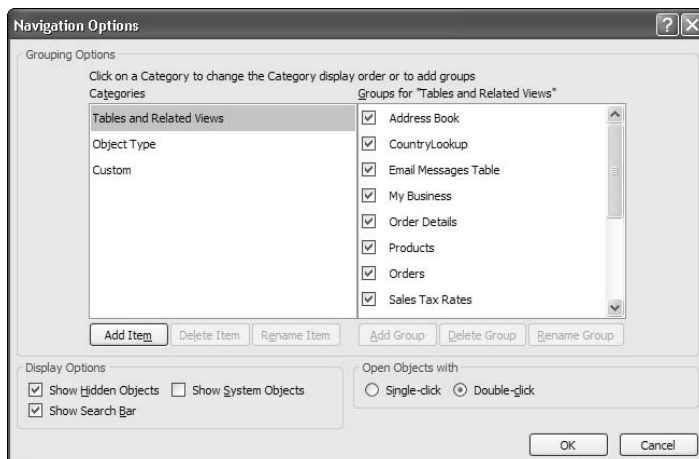 Navigation Options
Grouping Options
Click on a Category to change the Category display order or to add groups
Categories
Groups for "Tables and Related Views"
Tables and Related Views
Object Type
Custom
Address Book
CountryLookup
Email Messages Table
My Business
Order Details
Products
Orders
Sales Tax Rates
Add Item
Delete Item
Rename Item
Add Group
Delete Group
Rename Group
Display Options
Show Hidden Objects
Show System Objects
Show Search Bar
Open Objects with
Single-click
Double-click
OK
Cancel